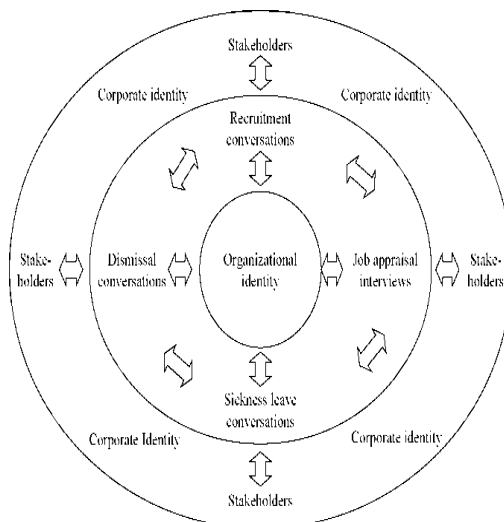 Stakeholders
Corporate identity
Corporate identity
Recruitment
conversations
Stake-
holders
Dismissal
conversations
Organizational
identity
Job appraisal
interviews
Stake-
holders
Sickness leave
conversations
Corporate Identity
Corporate identity
Stakeholders